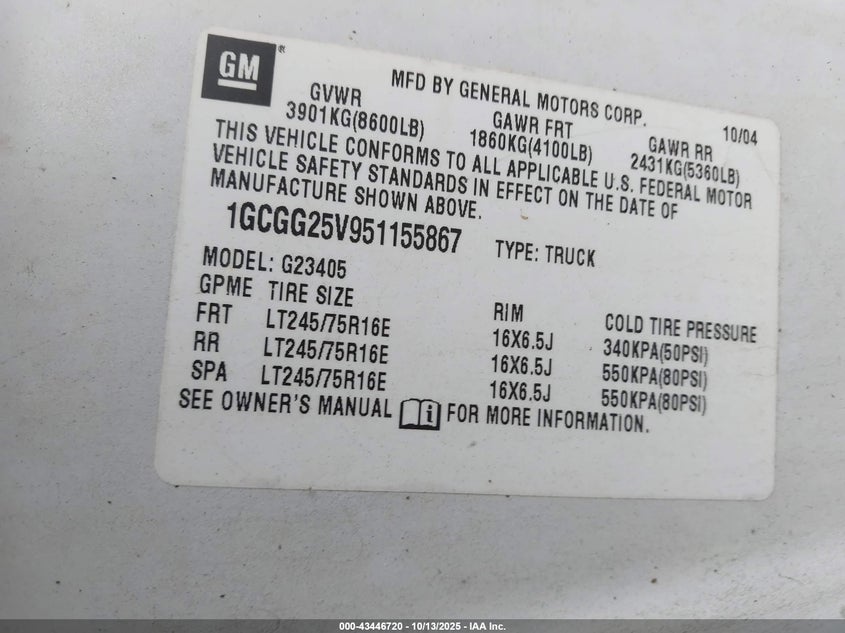 GM®
MFD BY GENERAL MOTORS CORP. 10/04
GVWR GAWR FRT GAWR RR
3901KG(8600LB) 1860KG(4100LB) 2431KG(5360LB)
THIS VEHICLE CONFORMS TO ALL APPLICABLE U.S. FEDERAL MOTOR
VEHICLE SAFETY STANDARDS IN EFFECT ON THE DATE OF
MANUFACTURE SHOWN ABOVE.
1GCGG25V951155867 TYPE: TRUCK
MODEL: G23405
GPME TIRE SIZE RIM COLD TIRE PRESSURE
FRT LT245/75R16E 16X6.5J 340KPA(50PSI)
RR LT245/75R16E 16X6.5J 550KPA(80PSI)
SPA LT245/75R16E 16X6.5J 550KPA(80PSI)
SEE OWNER'S MANUAL i FOR MORE INFORMATION.
000-43446720 - 10/13/2025 - IAA Inc.